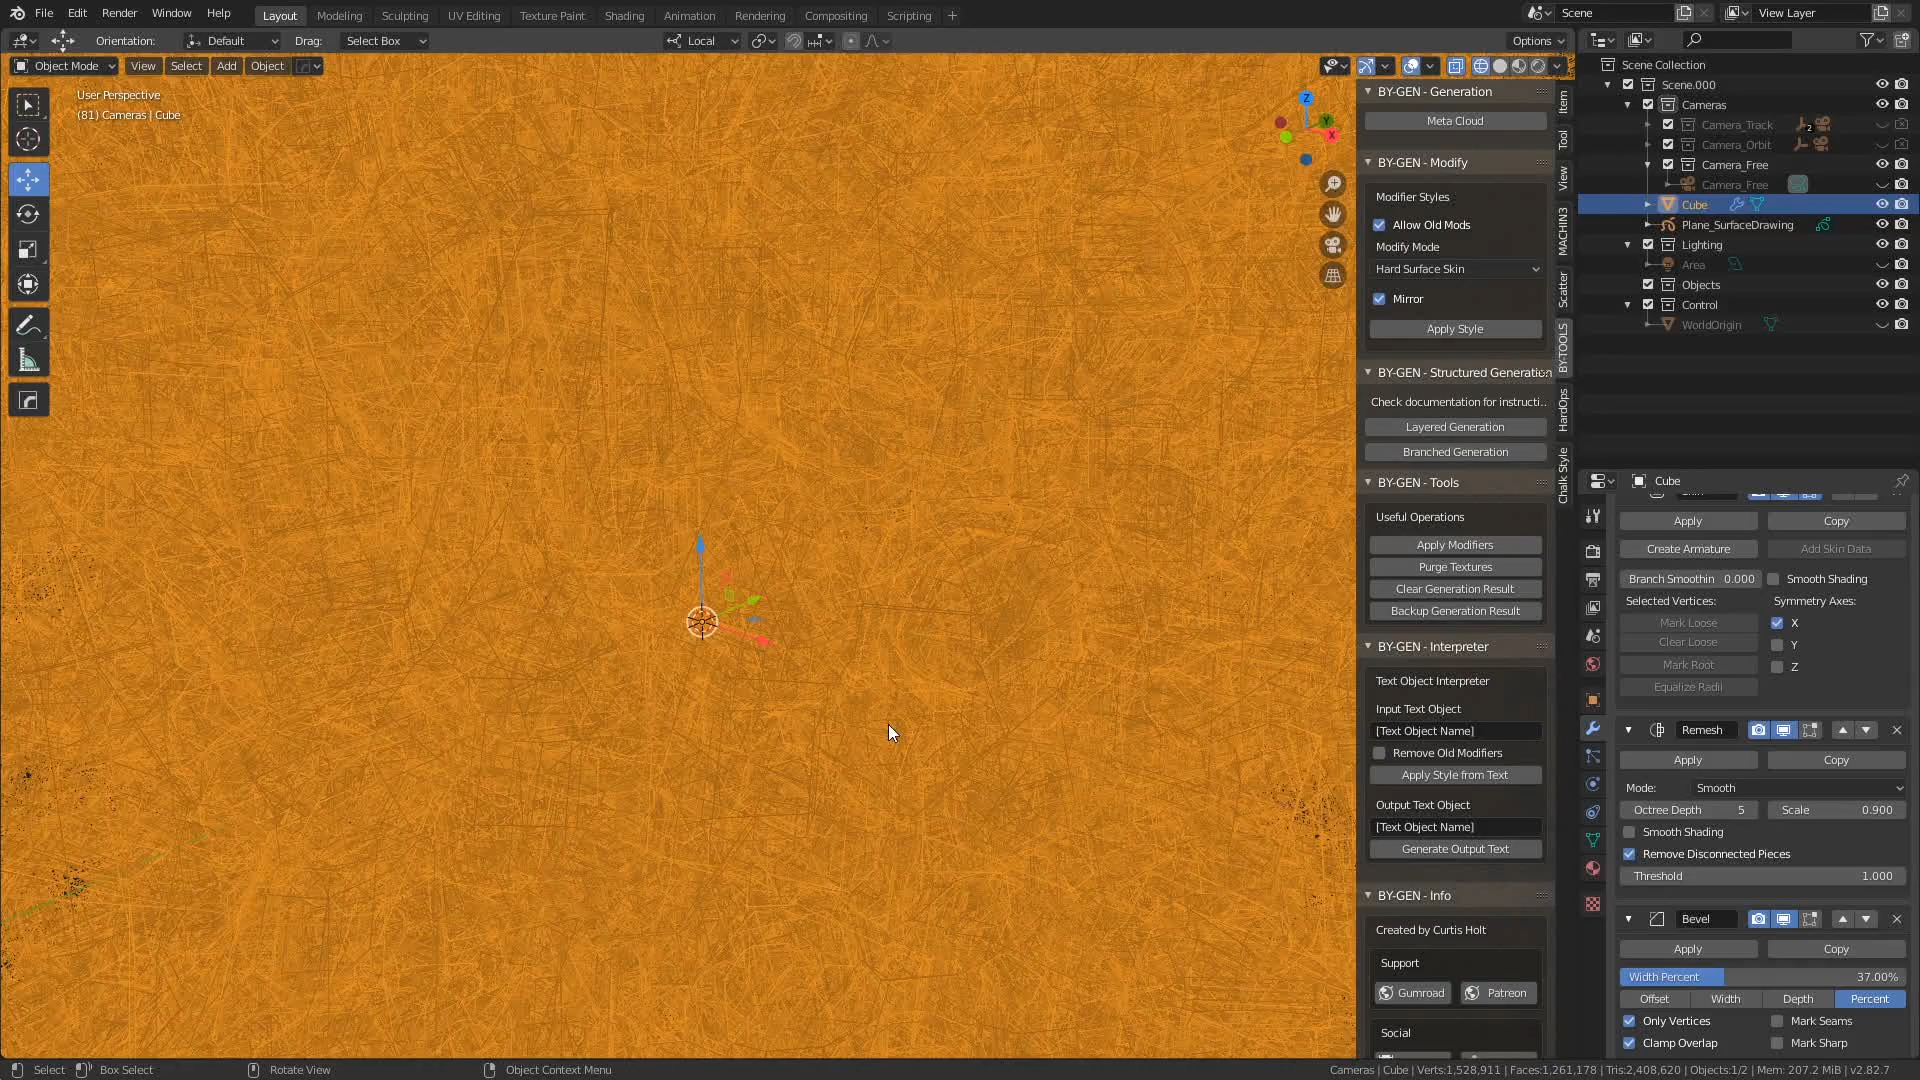 File Edit Render Window Help
Layout Modeling Sculpting UV Editing Texture Paint Shading Animation Rendering Compositing Scripting +
Scene
View Layer
Orientation: Default Drag: Select Box
Local
Options
Object Mode View Select Add Object
User Perspective
(81) Cameras | Cube
Z
Y
X
BY-GEN - Generation
Meta Cloud
BY-GEN - Modify
Modifier Styles
Allow Old Mods
Modify Mode
Hard Surface Skin
Mirror
Apply Style
BY-GEN - Structured Generation
Check documentation for instructi..
Layered Generation
Branched Generation
BY-GEN - Tools
Useful Operations
Apply Modifiers
Purge Textures
Clear Generation Result
Backup Generation Result
BY-GEN - Interpreter
Text Object Interpreter
Input Text Object
[Text Object Name]
Remove Old Modifiers
Apply Style from Text
Output Text Object
[Text Object Name]
Generate Output Text
BY-GEN - Info
Created by Curtis Holt
Support
Gumroad Patreon
Social
Item
Tool
View
MACHIN3
Scatter
BY-TOOLS
HardOps
Chalk Style
Scene Collection
Scene.000
Cameras
Camera_Track 2
Camera_Orbit
Camera_Free
Camera_Free
Cube
Plane_SurfaceDrawing
Lighting
Area
Objects
Control
WorldOrigin
Cube
Apply Copy
Create Armature Add Skin Data
Branch Smoothin 0.000 Smooth Shading
Selected Vertices: Symmetry Axes:
Mark Loose X
Clear Loose Y
Mark Root Z
Equalize Radii
Remesh
Apply Copy
Mode: Smooth
Octree Depth 5 Scale 0.900
Smooth Shading
Remove Disconnected Pieces
Threshold 1.000
Bevel
Apply Copy
Width Percent 37.00%
Offset Width Depth Percent
Only Vertices Mark Seams
Clamp Overlap Mark Sharp
Select Box Select Rotate View Object Context Menu
Cameras | Cube | Verts:1,528,911 | Faces:1,261,178 | Tris:2,408,620 | Objects:1/2 | Mem: 207.2 MiB | v2.82.7